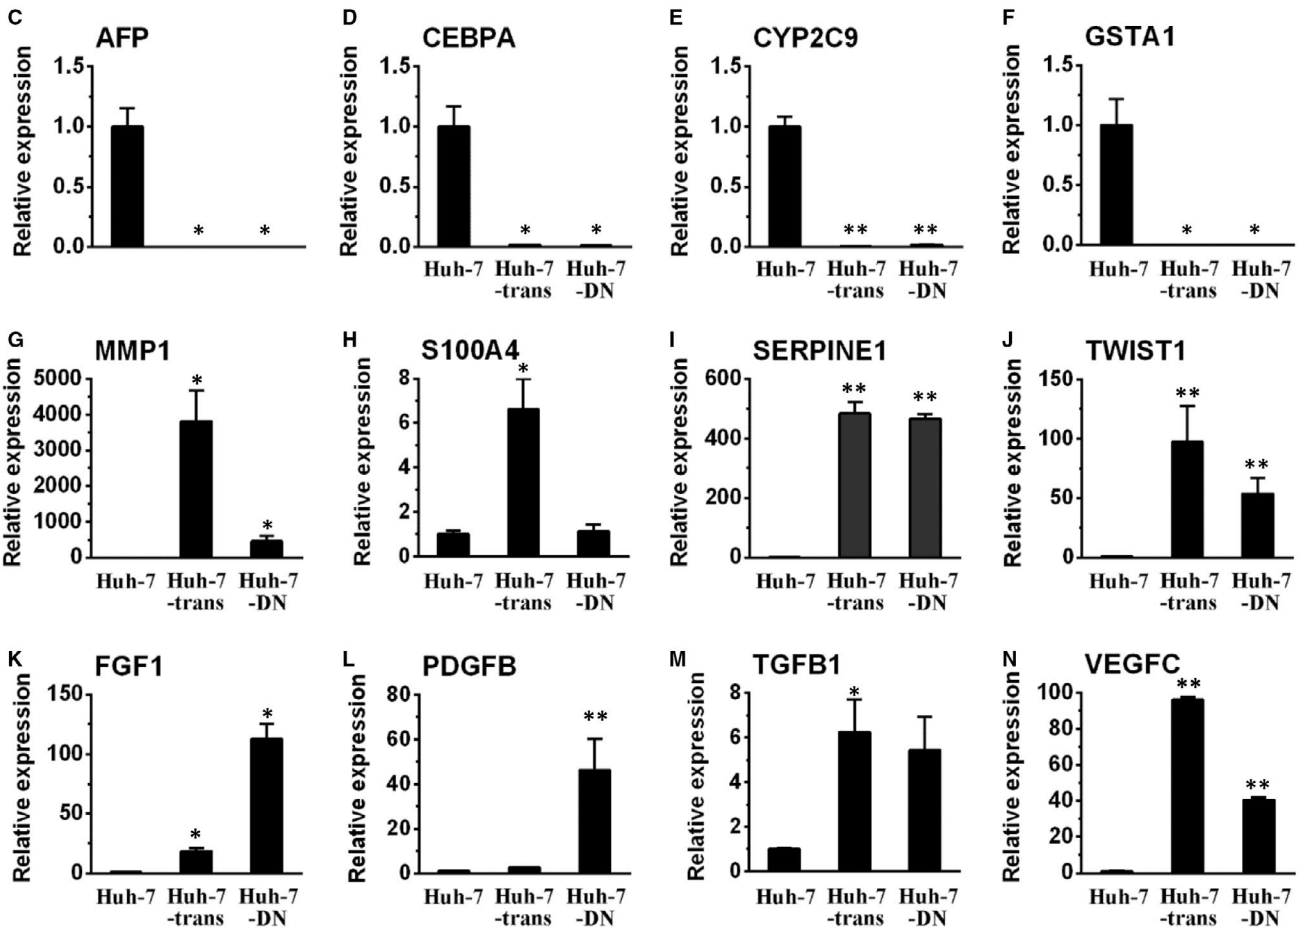 C
AFP
Relative expression
1.5
1.0
0.5
0.0
* *
D
CEBPA
Relative expression
1.5
1.0
0.5
0.0
* *
Huh-7 Huh-7 Huh-7
-trans -DN
E
CYP2C9
Relative expression
1.5
1.0
0.5
0.0
** **
Huh-7 Huh-7 Huh-7
-trans -DN
F
GSTA1
Relative expression
1.5
1.0
0.5
0.0
* *
Huh-7 Huh-7 Huh-7
-trans -DN
G
MMP1
Relative expression
5000
4000
3000
2000
1000
0
*
*
Huh-7 Huh-7 Huh-7
-trans -DN
H
S100A4
Relative expression
8
6
4
2
0
*
Huh-7 Huh-7 Huh-7
-trans -DN
I
SERPINE1
Relative expression
600
400
200
0
** **
Huh-7 Huh-7 Huh-7
-trans -DN
J
TWIST1
Relative expression
150
100
50
0
**
**
Huh-7 Huh-7 Huh-7
-trans -DN
K
FGF1
Relative expression
150
100
50
0
*
*
Huh-7 Huh-7 Huh-7
-trans -DN
L
PDGFB
Relative expression
80
60
40
20
0
**
Huh-7 Huh-7 Huh-7
-trans -DN
M
TGFB1
Relative expression
8
6
4
2
0
*
Huh-7 Huh-7 Huh-7
-trans -DN
N
VEGFC
Relative expression
100
80
60
40
20
0
**
**
Huh-7 Huh-7 Huh-7
-trans -DN